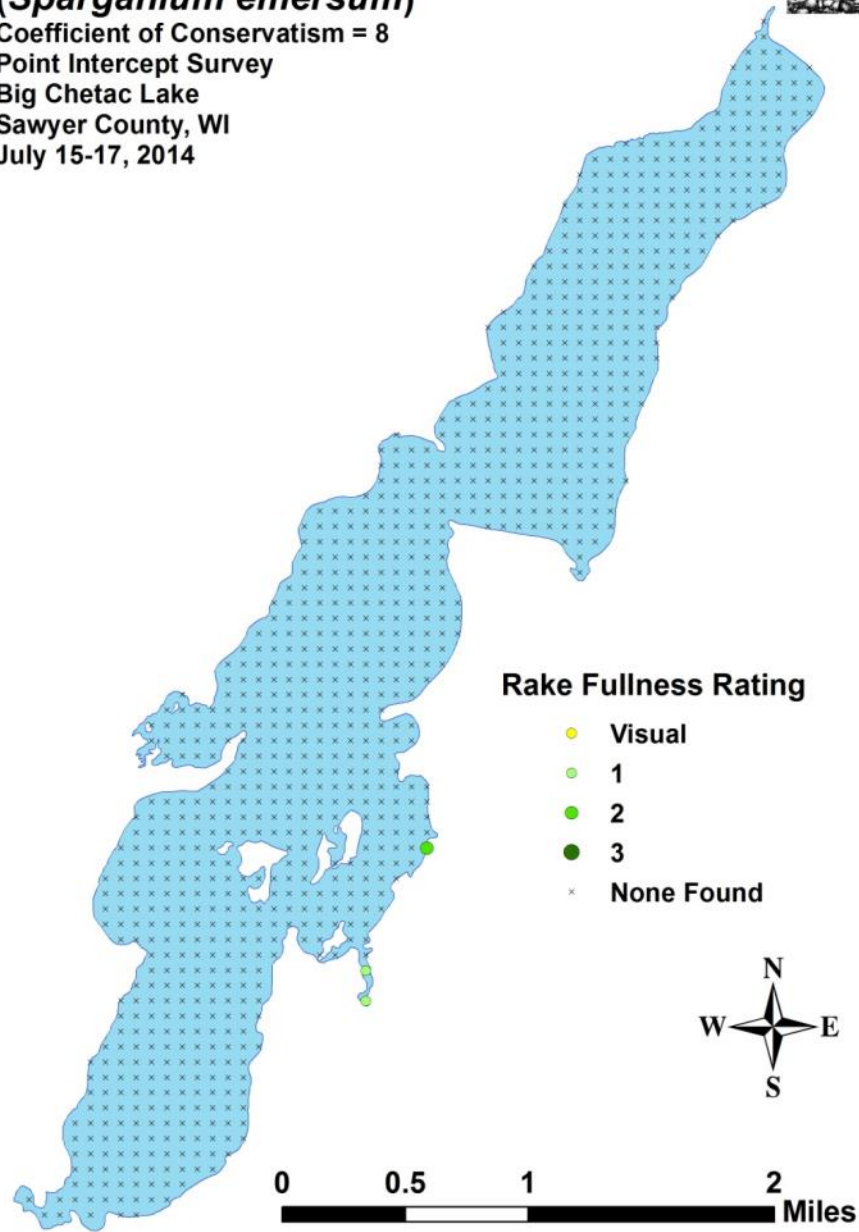 (Sparganium emersum)
Coefficient of Conservatism = 8
Point Intercept Survey
Big Chetac Lake
Sawyer County, WI
July 15-17, 2014
Rake Fullness Rating
Visual
1
2
3
None Found
N
W E
S
0 0.5 1 2
Miles